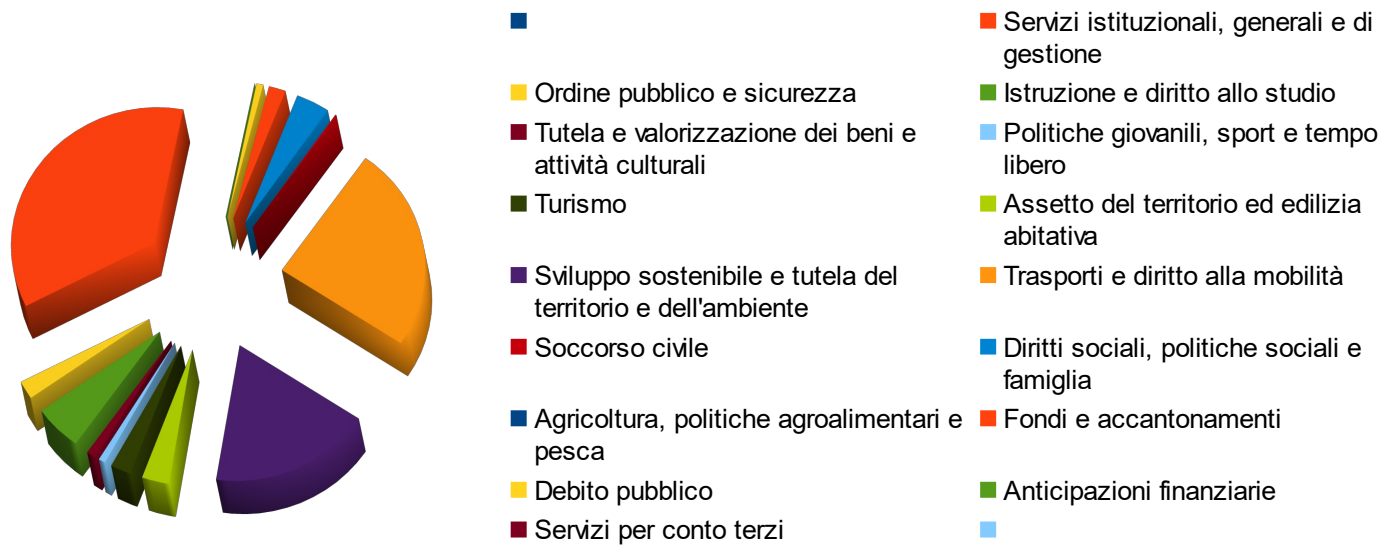 Servizi istituzionali, generali e di
gestione
Ordine pubblico e sicurezza
Istruzione e diritto allo studio
Tutela e valorizzazione dei beni e
attività culturali
Politiche giovanili, sport e tempo
libero
Turismo
Assetto del territorio ed edilizia
abitativa
Sviluppo sostenibile e tutela del
territorio e dell'ambiente
Trasporti e diritto alla mobilità
Soccorso civile
Diritti sociali, politiche sociali e
famiglia
Agricoltura, politiche agroalimentari e
pesca
Fondi e accantonamenti
Debito pubblico
Anticipazioni finanziarie
Servizi per conto terzi